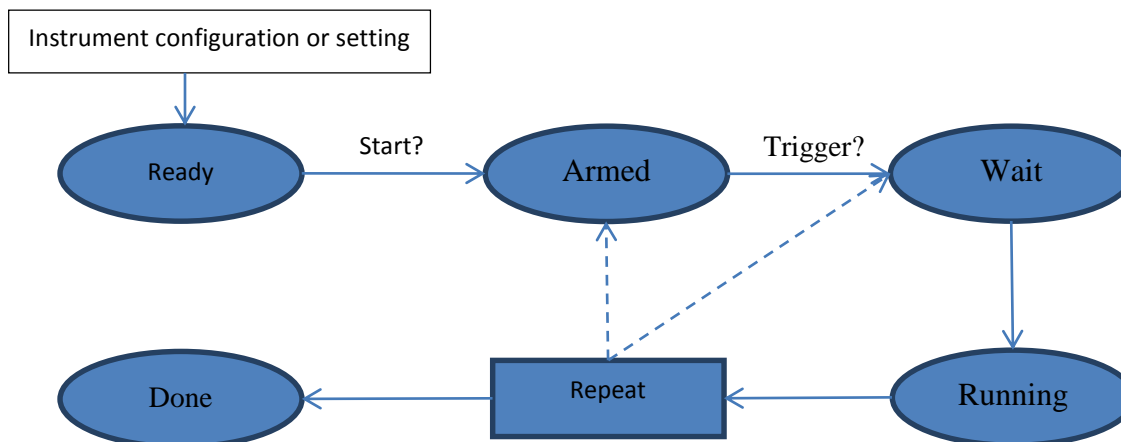 Instrument configuration or setting
Ready
Start?
Armed
Trigger?
Wait
Done
Repeat
Running